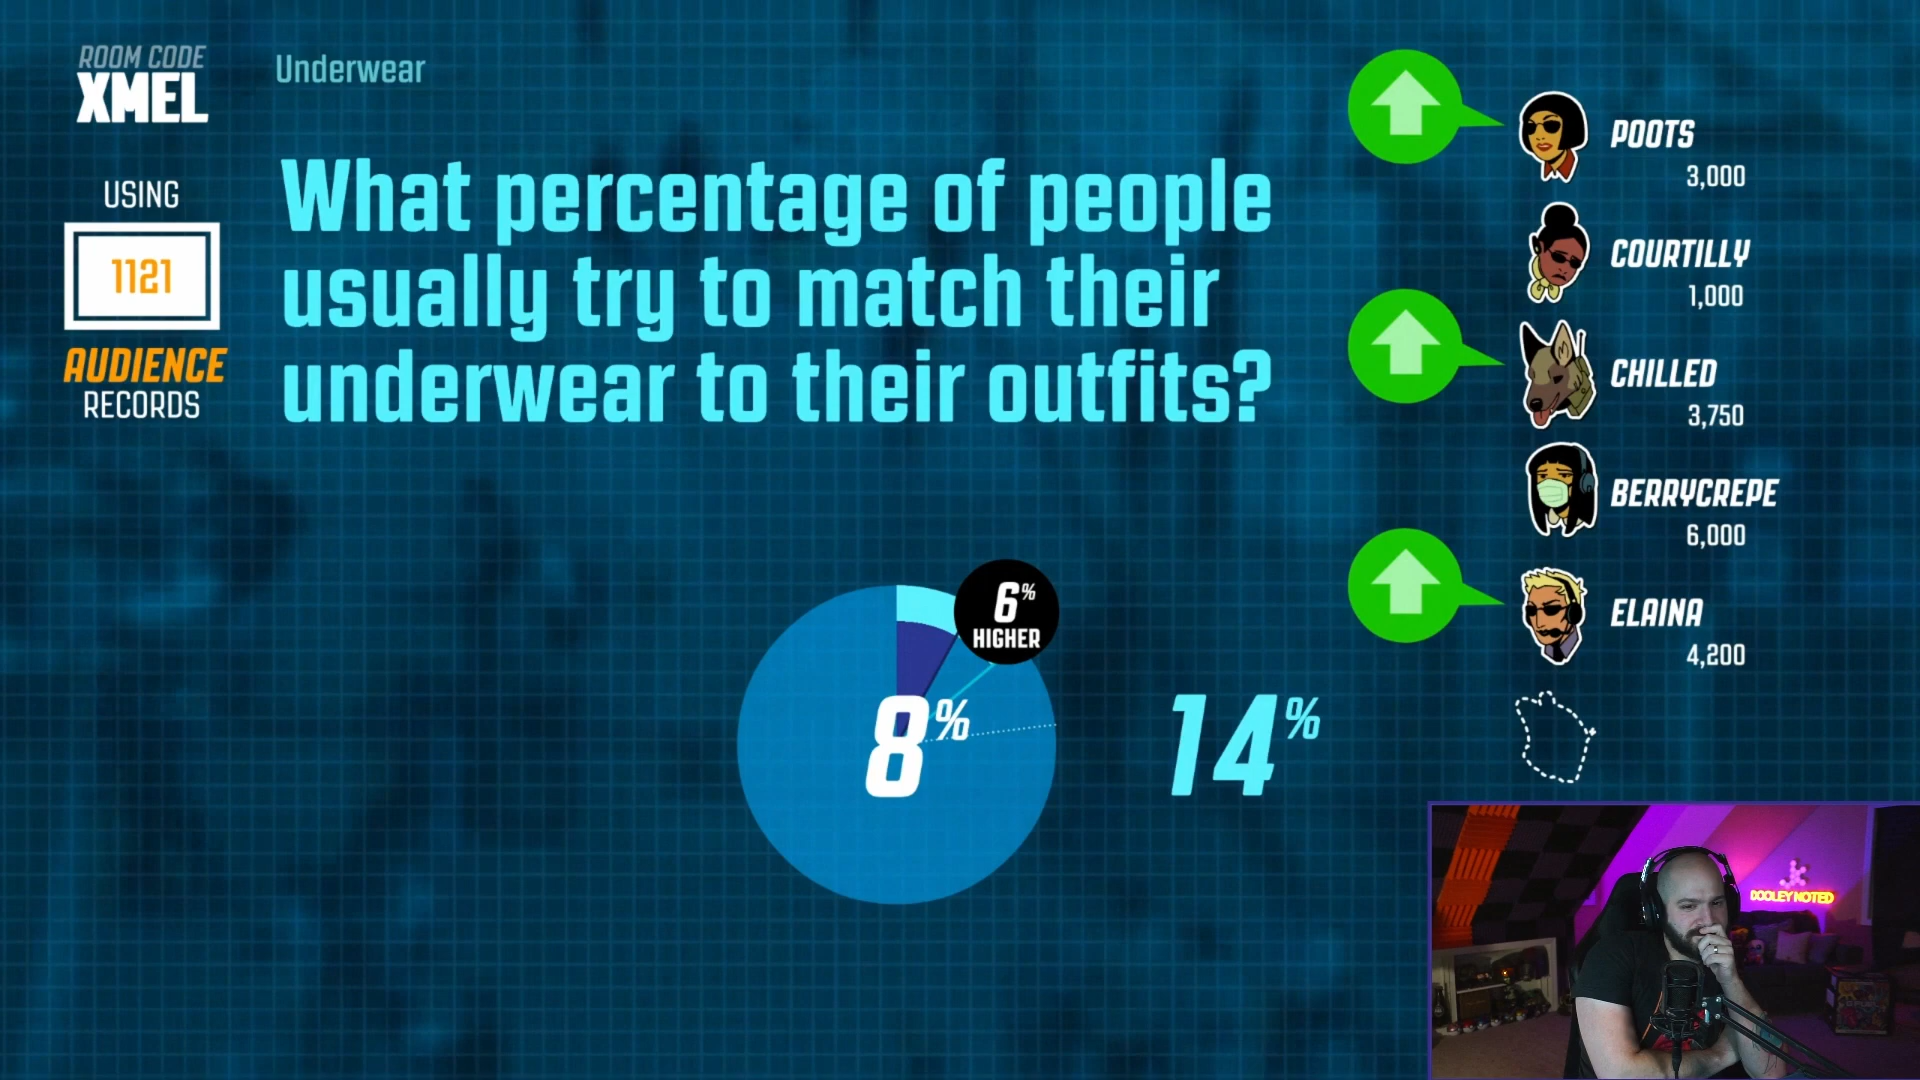 ROOM CODE
XMEL
Underwear
USING
1121
AUDIENCE
RECORDS
What percentage of people
usually try to match their
underwear to their outfits?
6%
HIGHER
8%
14%
POOTS
3,000
COURTILLY
1,000
CHILLED
3,750
BERRYCREPE
6,000
ELAINA
4,200
DOOLEY NOTED